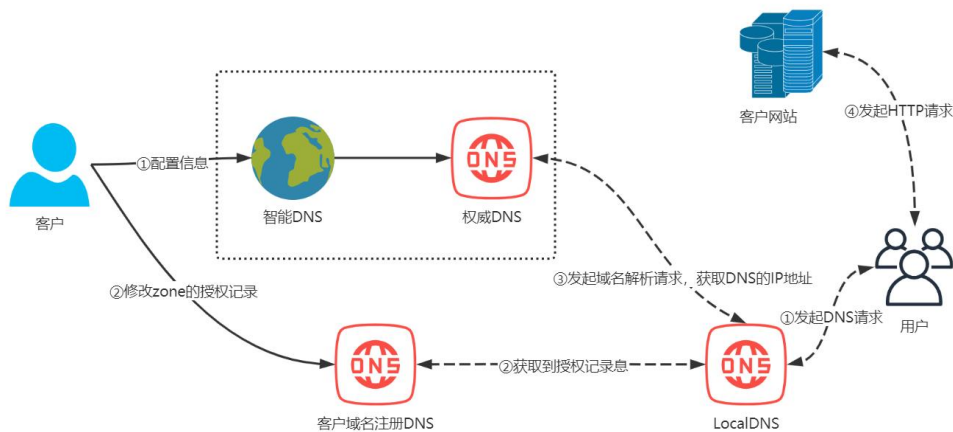 客户网站
④发起HTTP请求
DNS
①配置信息
客户
智能DNS
权威DNS
②修改zone的授权记录
③发起域名解析请求，获取DNS的IP地址
①发起DNS请求
用户
DNS
②获取到授权记录息
DNS
客户域名注册DNS
LocalDNS